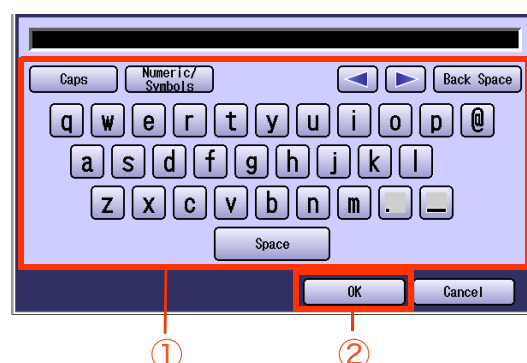 Caps Numeric/ Back Space
Symbols
q w e r t y u i o p @
a s d f g h j k l
z x c v b n m . _
Space
OK Cancel
① ②